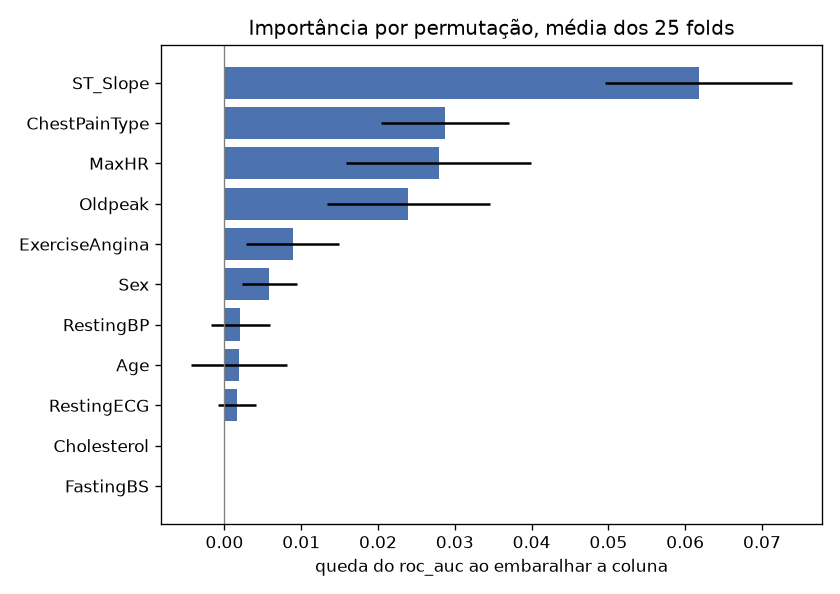 Importância por permutação, média dos 25 folds
ST_Slope
ChestPainType
MaxHR
Oldpeak
ExerciseAngina
Sex
RestingBP
Age
RestingECG
Cholesterol
FastingBS
0.00 0.01 0.02 0.03 0.04 0.05 0.06 0.07
queda do roc_auc ao embaralhar a coluna